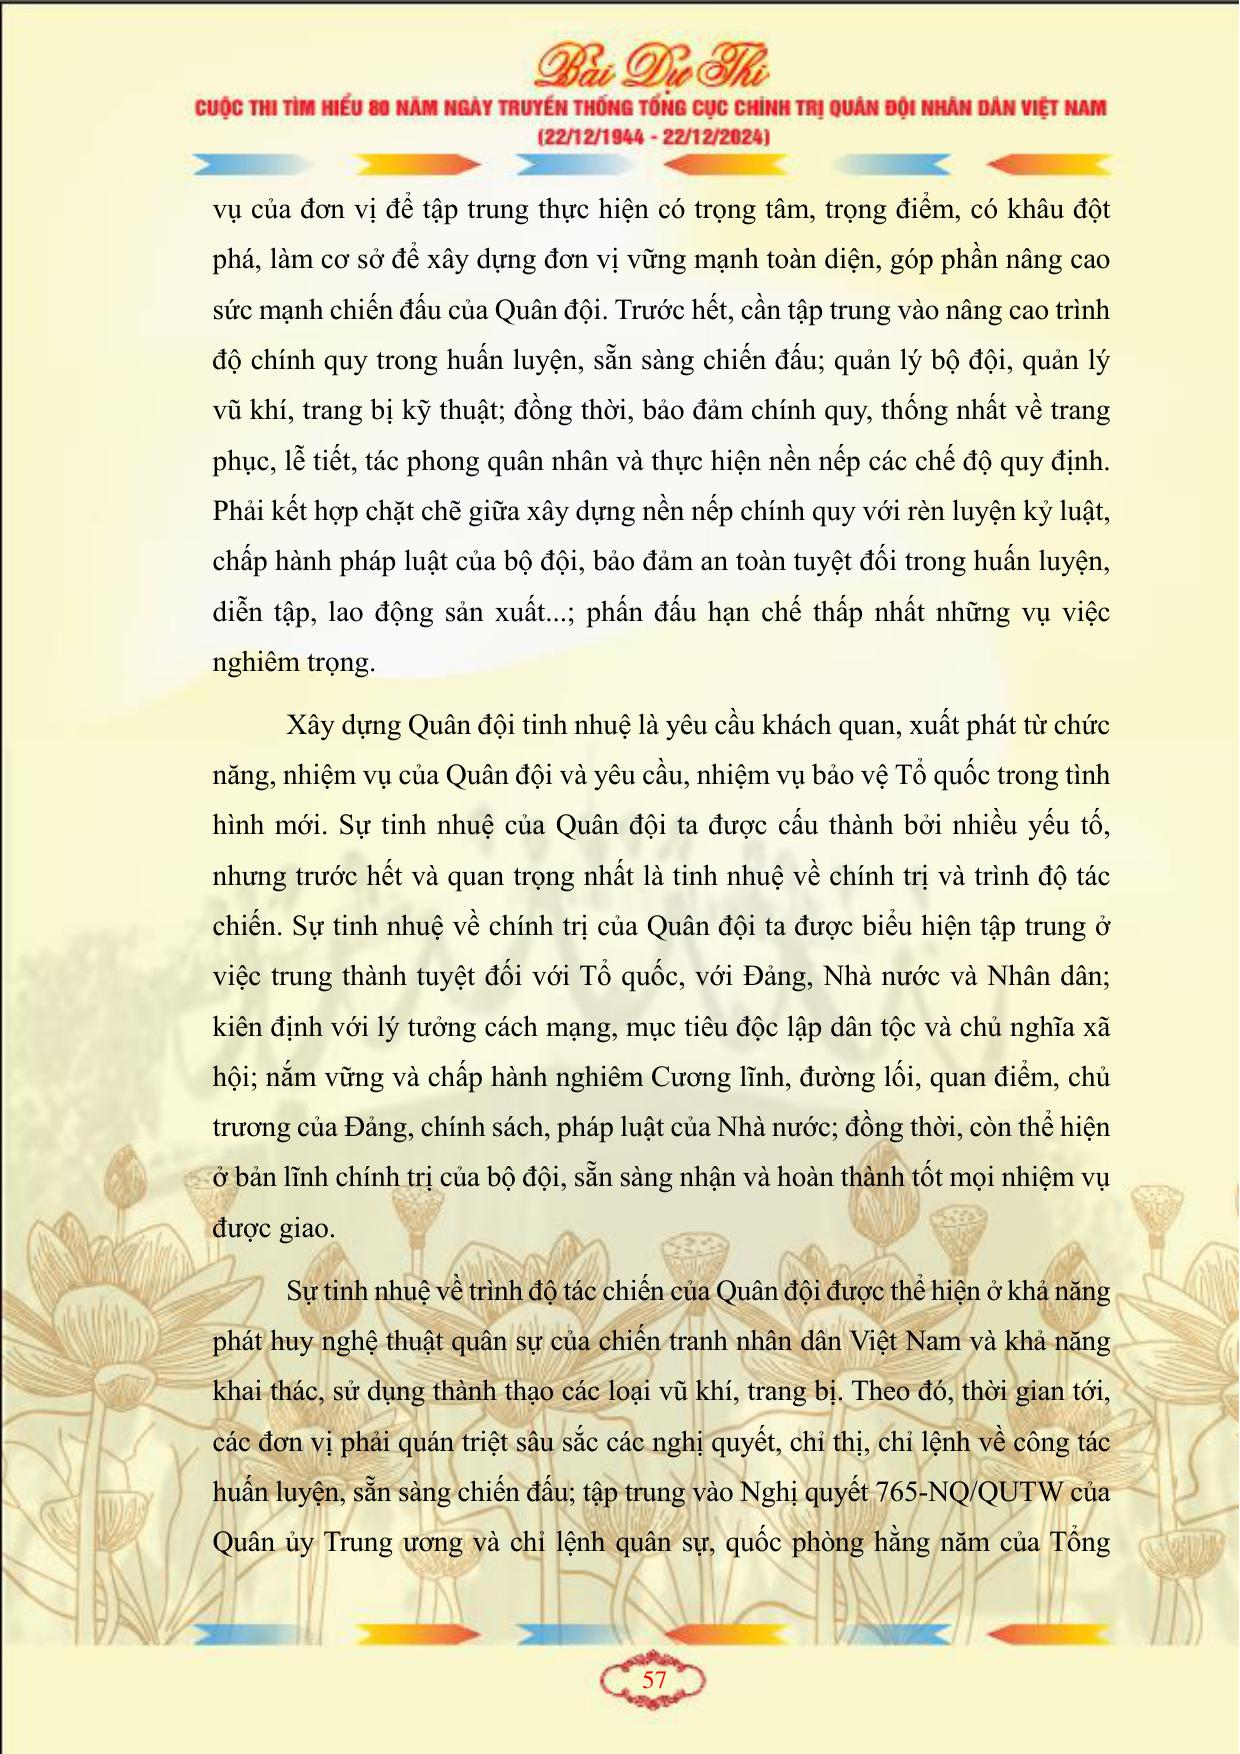 Bài Dự Thi
CUỘC THI TÌM HIỂU 80 NĂM NGÀY TRUYỀN THỐNG TỔNG CỤC CHÍNH TRỊ QUÂN ĐỘI NHÂN DÂN VIỆT NAM
(22/12/1944 - 22/12/2024)
vụ của đơn vị để tập trung thực hiện có trọng tâm, trọng điểm, có khâu đột
phá, làm cơ sở để xây dựng đơn vị vững mạnh toàn diện, góp phần nâng cao
sức mạnh chiến đấu của Quân đội. Trước hết, cần tập trung vào nâng cao trình
độ chính quy trong huấn luyện, sẵn sàng chiến đấu; quản lý bộ đội, quản lý
vũ khí, trang bị kỹ thuật; đồng thời, bảo đảm chính quy, thống nhất về trang
phục, lễ tiết, tác phong quân nhân và thực hiện nền nếp các chế độ quy định.
Phải kết hợp chặt chẽ giữa xây dựng nền nếp chính quy với rèn luyện kỷ luật,
chấp hành pháp luật của bộ đội, bảo đảm an toàn tuyệt đối trong huấn luyện,
diễn tập, lao động sản xuất...; phấn đấu hạn chế thấp nhất những vụ việc
nghiêm trọng.
Xây dựng Quân đội tinh nhuệ là yêu cầu khách quan, xuất phát từ chức
năng, nhiệm vụ của Quân đội và yêu cầu, nhiệm vụ bảo vệ Tổ quốc trong tình
hình mới. Sự tinh nhuệ của Quân đội ta được cấu thành bởi nhiều yếu tố,
nhưng trước hết và quan trọng nhất là tinh nhuệ về chính trị và trình độ tác
chiến. Sự tinh nhuệ về chính trị của Quân đội ta được biểu hiện tập trung ở
việc trung thành tuyệt đối với Tổ quốc, với Đảng, Nhà nước và Nhân dân;
kiên định với lý tưởng cách mạng, mục tiêu độc lập dân tộc và chủ nghĩa xã
hội; nắm vững và chấp hành nghiêm Cương lĩnh, đường lối, quan điểm, chủ
trương của Đảng, chính sách, pháp luật của Nhà nước; đồng thời, còn thể hiện
ở bản lĩnh chính trị của bộ đội, sẵn sàng nhận và hoàn thành tốt mọi nhiệm vụ
được giao.
Sự tinh nhuệ về trình độ tác chiến của Quân đội được thể hiện ở khả năng
phát huy nghệ thuật quân sự của chiến tranh nhân dân Việt Nam và khả năng
khai thác, sử dụng thành thạo các loại vũ khí, trang bị. Theo đó, thời gian tới,
các đơn vị phải quán triệt sâu sắc các nghị quyết, chỉ thị, chỉ lệnh về công tác
huấn luyện, sẵn sàng chiến đấu; tập trung vào Nghị quyết 765-NQ/QUTW của
Quân ủy Trung ương và chỉ lệnh quân sự, quốc phòng hằng năm của Tổng
57